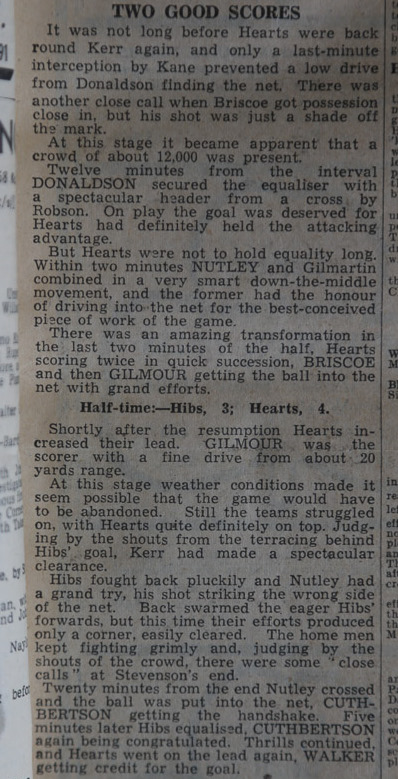 TWO GOOD SCORES
It was not long before Hearts were back
round Kerr again, and only a last-minute
interception by Kane prevented a low drive
from Donaldson finding the net. There was
another close call when Briscoe got possession
close in, but his shot was just a shade off
the mark.
At this stage it became apparent that a
crowd of about 12,000 was present.
Twelve minutes from the interval
DONALDSON secured the equaliser with
a spectacular header from a cross by
Robson. On play the goal was deserved for
Hearts had definitely held the attacking
advantage.
But Hearts were not to hold equality long.
Within two minutes NUTLEY and Gilmartin
combined in a very smart down-the-middle
movement, and the former had the honour
of driving into the net for the best-conceived
piece of work of the game.
There was an amazing transformation in
the last two minutes of the half, Hearts
scoring twice in quick succession, BRISCOE
and then GILMOUR getting the ball into the
net with grand efforts.
Half-time:—Hibs, 3; Hearts, 4.
Shortly after the resumption Hearts in-
creased their lead. GILMOUR was the
scorer with a fine drive from about 20
yards range.
At this stage weather conditions made it
seem possible that the game would have
to be abandoned. Still the teams struggled
on, with Hearts quite definitely on top. Judg-
ing by the shouts from the terracing behind
Hibs' goal, Kerr had made a spectacular
clearance.
Hibs fought back pluckily and Nutley had
a grand try, his shot striking the wrong side
of the net. Back swarmed the eager Hibs'
forwards, but this time their efforts produced
only a corner, easily cleared. The home men
kept fighting grimly and, judging by the
shouts of the crowd, there were some "close
calls" at Stevenson's end.
Twenty minutes from the end Nutley crossed
and the ball was put into the net, CUTH-
BERTSON getting the handshake. Five
minutes later Hibs equalised, CUTHBERTSON
again being congratulated. Thrills continued,
and Hearts went on the lead again, WALKER
getting credit for the goal.